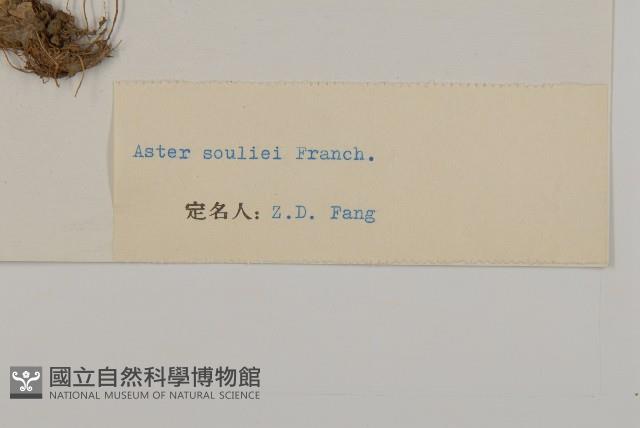 Aster souliei Franch.
定名人: Z.D. Fang
國立自然科學博物館
NATIONAL MUSEUM OF NATURAL SCIENCE